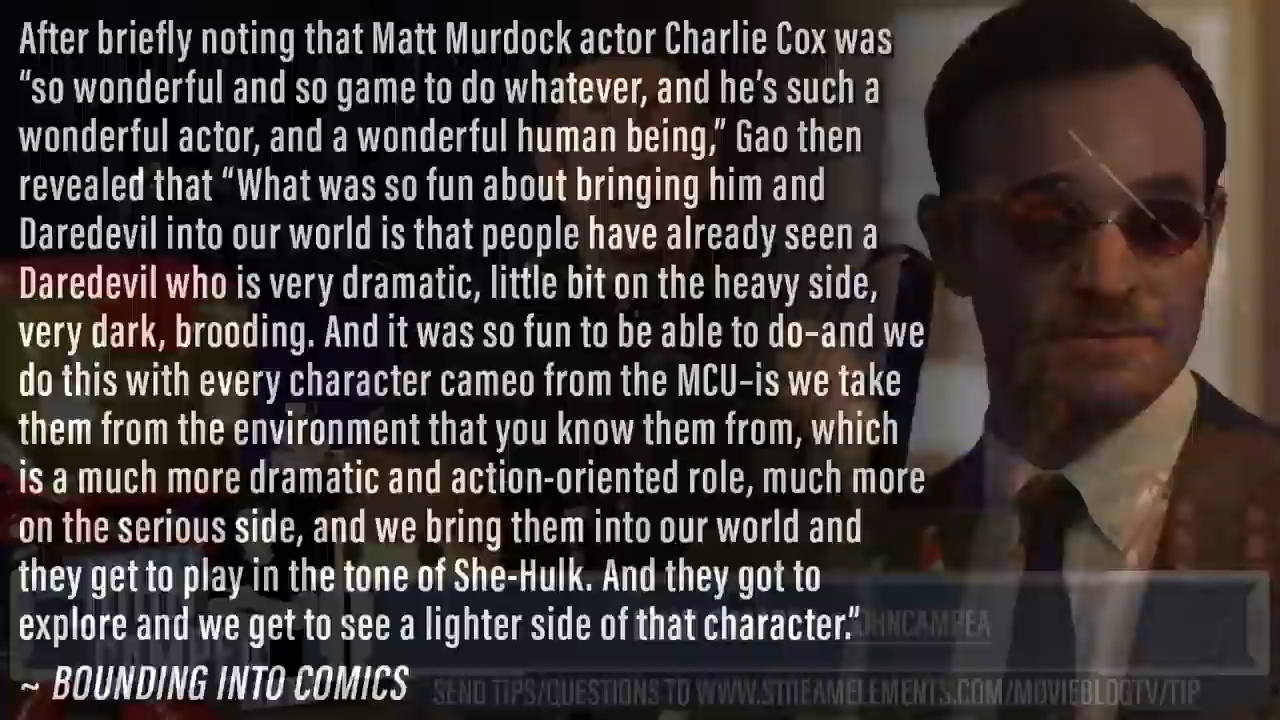 After briefly noting that Matt Murdock actor Charlie Cox was
“so wonderful and so game to do whatever, and he’s such a
wonderful actor, and a wonderful human being,” Gao then
revealed that “What was so fun about bringing him and
Daredevil into our world is that people have already seen a
Daredevil who is very dramatic, little bit on the heavy side,
very dark, brooding. And it was so fun to be able to do–and we
do this with every character cameo from the MCU–is we take
them from the environment that you know them from, which
is a much more dramatic and action-oriented role, much more
on the serious side, and we bring them into our world and
they get to play in the tone of She-Hulk. And they got to
explore and we get to see a lighter side of that character.”
~ BOUNDING INTO COMICS
SEND TIPS/QUESTIONS TO WWW.STREAMELEMENTS.COM/MOVIEBLOGTV/TIP